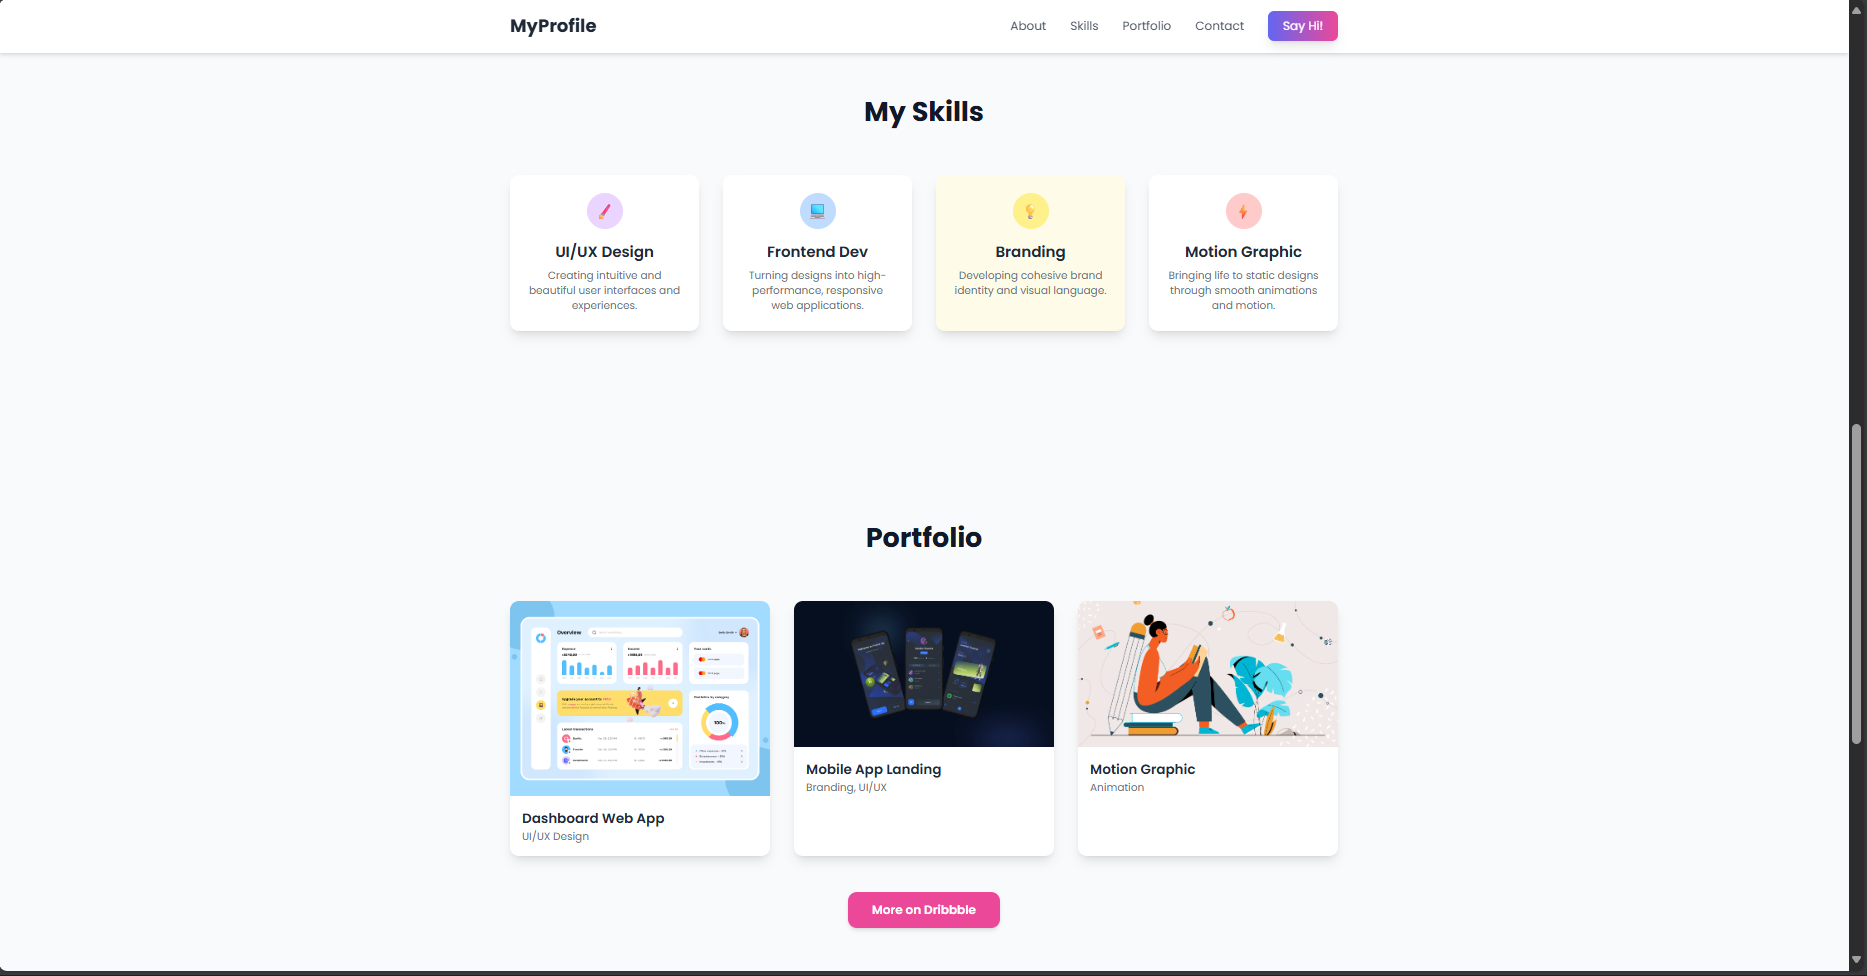 MyProfile
About
Skills
Portfolio
Contact
Say Hi!
My Skills
UI/UX Design
Creating intuitive and
beautiful user interfaces and
experiences.
Frontend Dev
Turning designs into high-
performance, responsive
web applications.
Branding
Developing cohesive brand
identity and visual language.
Motion Graphic
Bringing life to static designs
through smooth animations
and motion.
Portfolio
Overview
100%
Dashboard Web App
UI/UX Design
Mobile App Landing
Branding, UI/UX
Motion Graphic
Animation
More on Dribbble